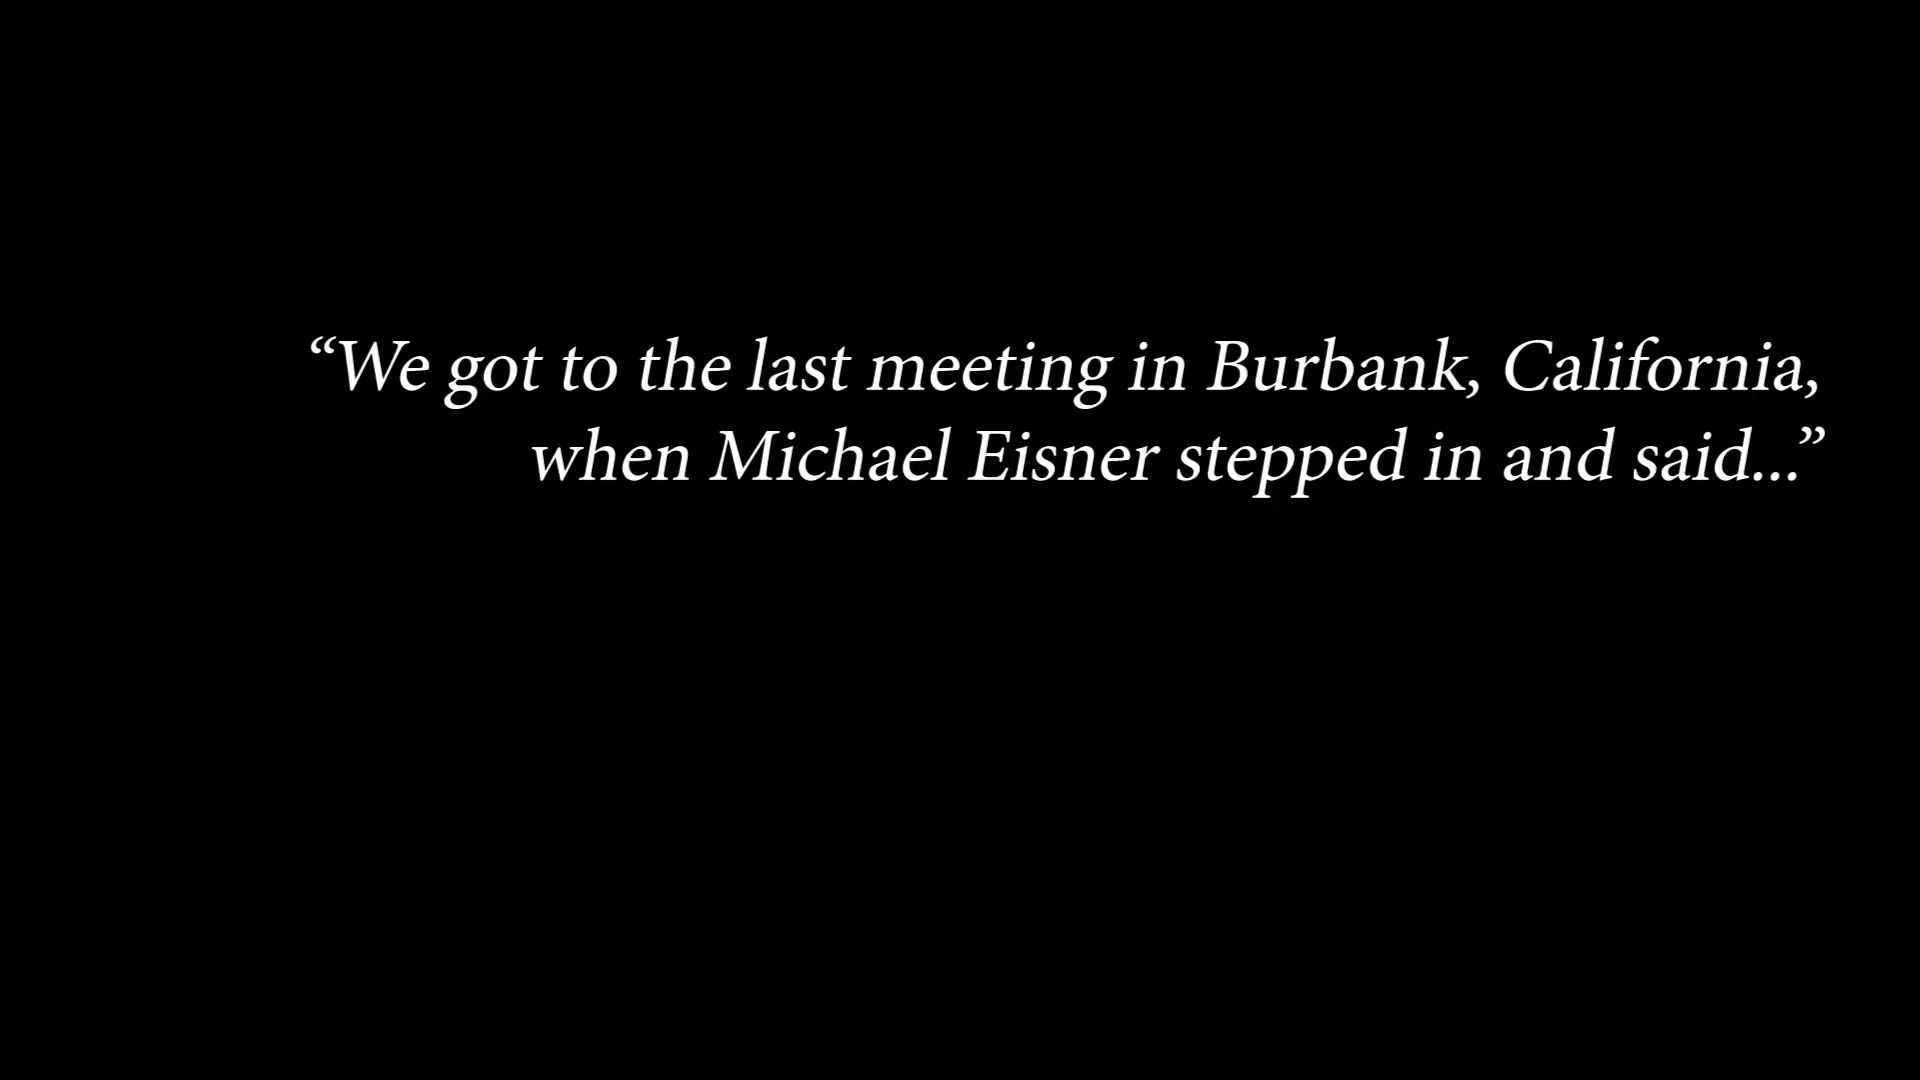 “We got to the last meeting in Burbank, California,
when Michael Eisner stepped in and said...”